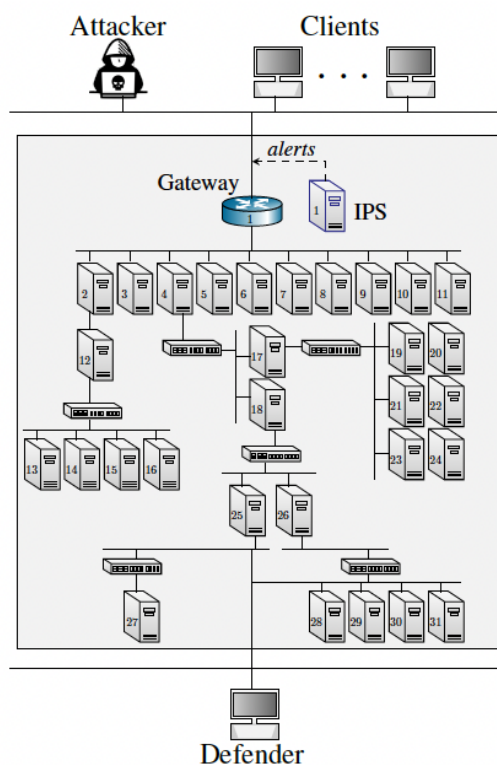 Attacker Clients
alerts
Gateway
1
1 IPS
2 3 4 5 6 7 8 9 10 11
12 17 19 20
18 21 22
13 14 15 16 23 24
25 26
27 28 29 30 31
Defender